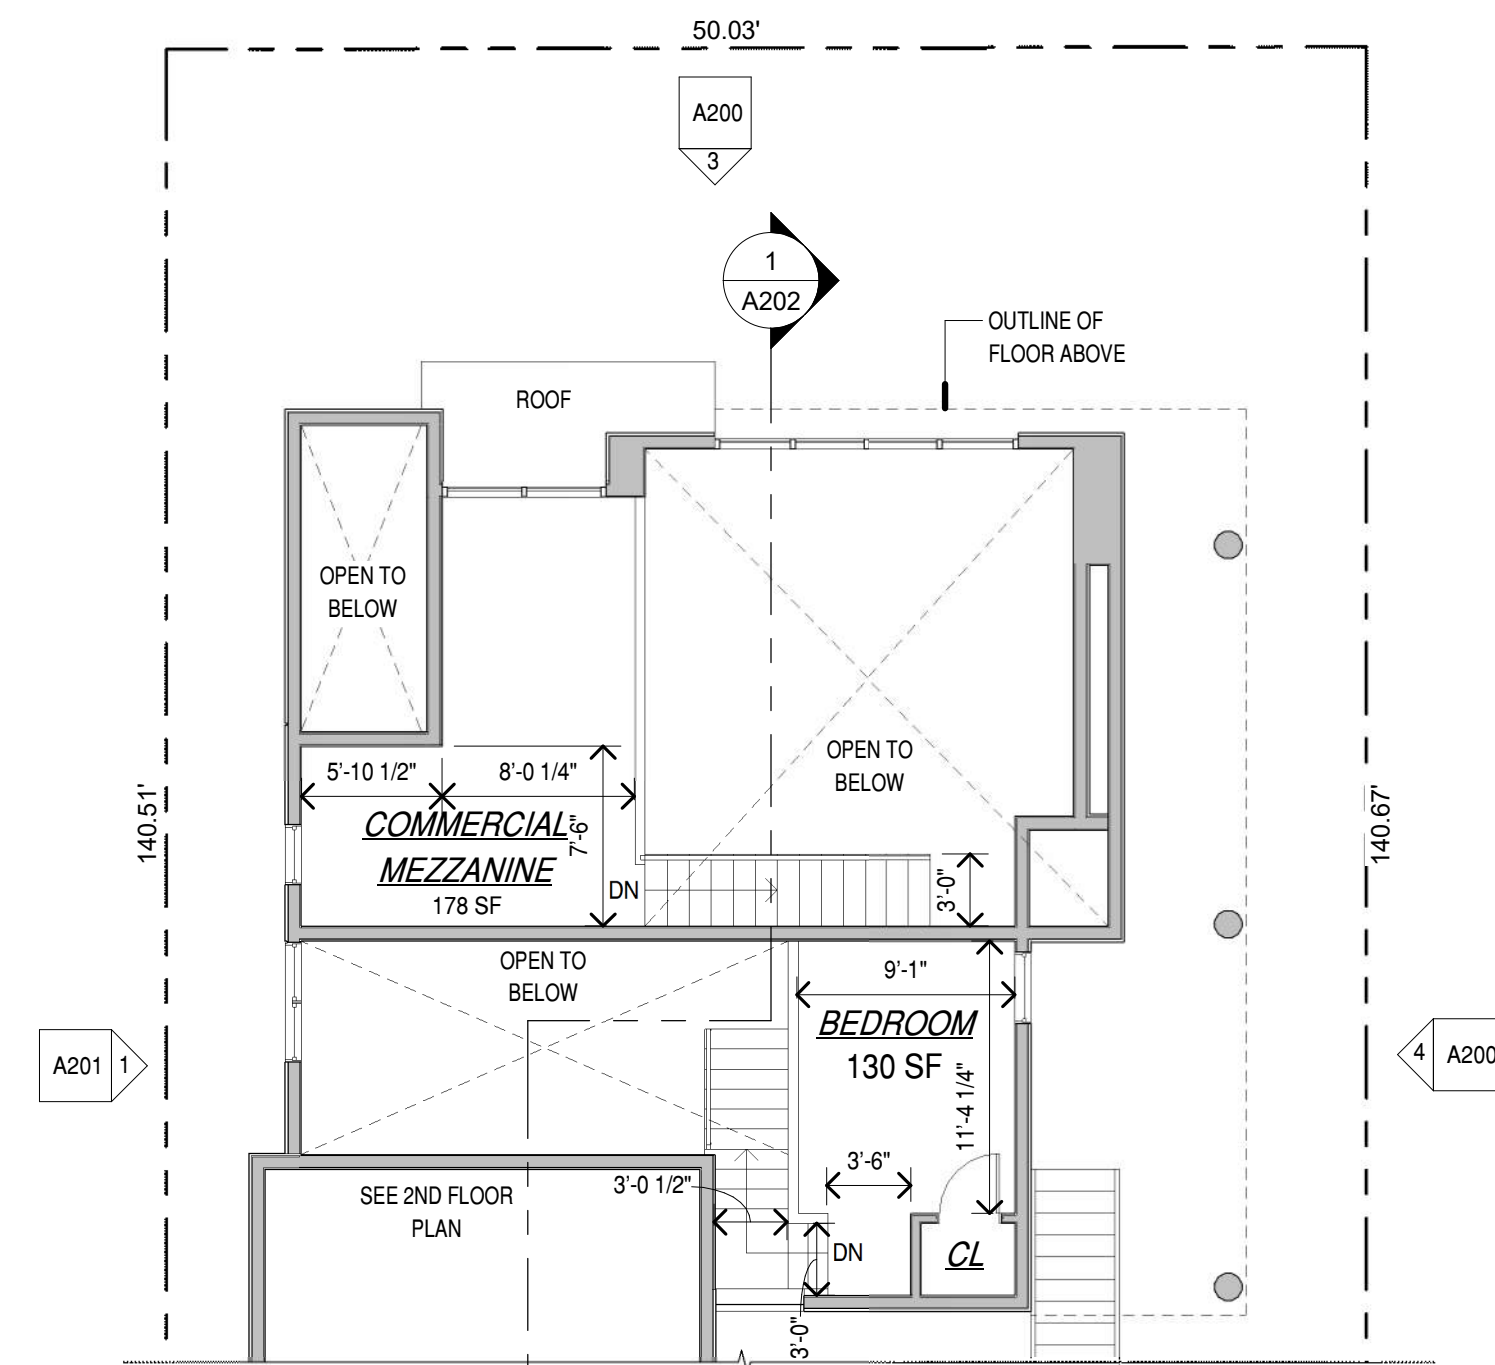 50.03'
A200
3
1
A202
OUTLINE OF
FLOOR ABOVE
ROOF
OPEN TO
BELOW
OPEN TO
BELOW
5'-10 1/2"
8'-0 1/4"
7'-6"
COMMERCIAL
MEZZANINE
178 SF
DN
3'-0"
140.51'
140.67'
OPEN TO
BELOW
9'-1"
BEDROOM
130 SF
11'-4 1/4"
A201
1
4
A200
3'-6"
3'-0 1/2"
SEE 2ND FLOOR
PLAN
DN
CL
3'-0"